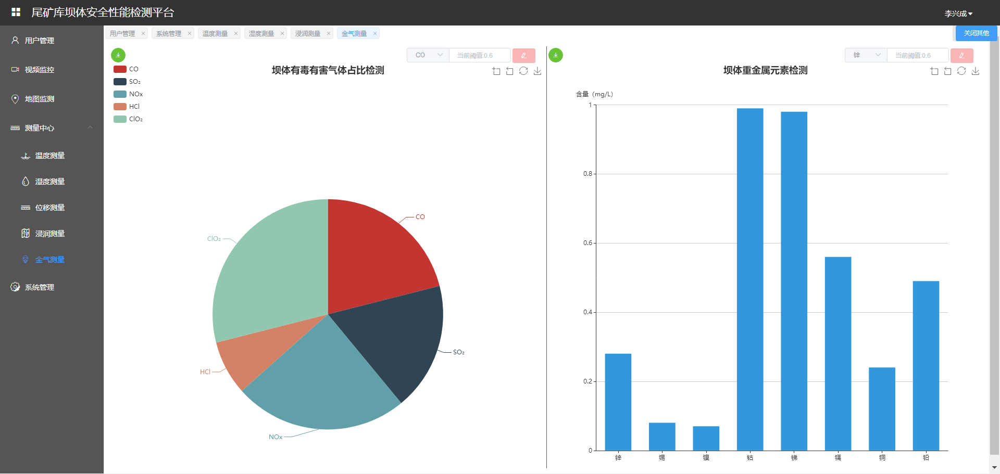 尾矿库坝体安全性能检测平台
李兴成
用户管理
视频监控
地图监测
测量中心
温度测量
湿度测量
位移测量
浸润测量
金气测量
系统管理
用户管理 × 系统管理 × 温度测量 × 湿度测量 × 浸润测量 × 金气测量 ×
关闭其他
CO 当前阈值:0.6
坝体有毒有害气体占比检测
CO
SO₂
NOx
HCl
ClO₂
CO
ClO₂
SO₂
HCl
NOx
锌 当前阈值:0.6
坝体重金属元素检测
含量（mg/L）
1
0.8
0.6
0.4
0.2
0
锌 锡 镍 钴 锑 镉 铜 铅